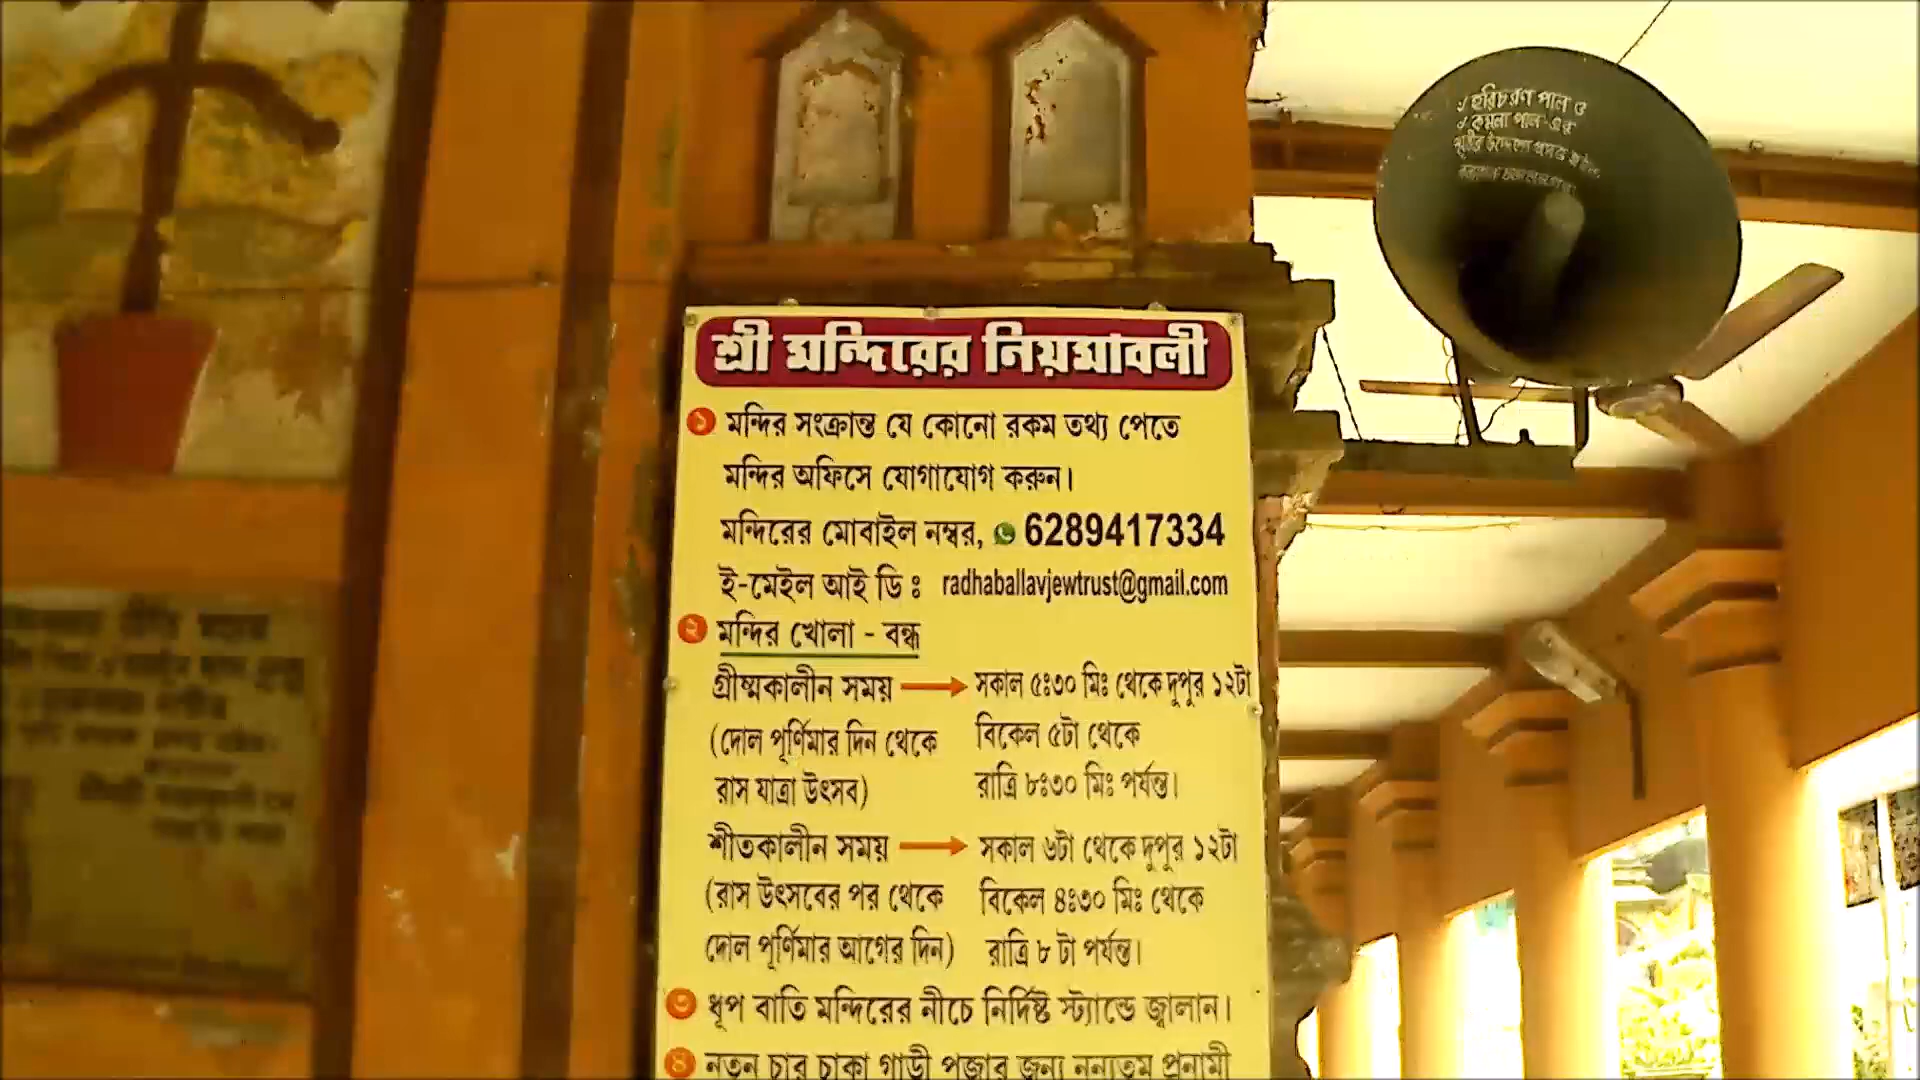 শ্রী মন্দিরের নিয়মাবলী
১ মন্দির সংক্রান্ত যে কোনো রকম তথ্য পেতে
মন্দির অফিসে যোগাযোগ করুন।
মন্দিরের মোবাইল নম্বর, 6289417334
ই-মেইল আই ডি ঃ radhaballavjewtrust@gmail.com
২ মন্দির খোলা - বন্ধ
গ্রীষ্মকালীন সময় → সকাল ৫ঃ৩০ মিঃ থেকে দুপুর ১২টা
(দোল পূর্ণিমার দিন থেকে বিকেল ৫টা থেকে
রাস যাত্রা উৎসব) রাত্রি ৮ঃ৩০ মিঃ পর্যন্ত।
শীতকালীন সময় → সকাল ৬টা থেকে দুপুর ১২টা
(রাস উৎসবের পর থেকে বিকেল ৪ঃ৩০ মিঃ থেকে
দোল পূর্ণিমার আগের দিন) রাত্রি ৮ টা পর্যন্ত।
৩ ধূপ বাতি মন্দিরের নীচে নির্দিষ্ট স্ট্যান্ডে জ্বালান।
৪ নতুন চার চাকা গাড়ী পূজার জন্য নূন্যতম প্রনামী
হরিচরণ পাল ও
কমলা পাল-এর